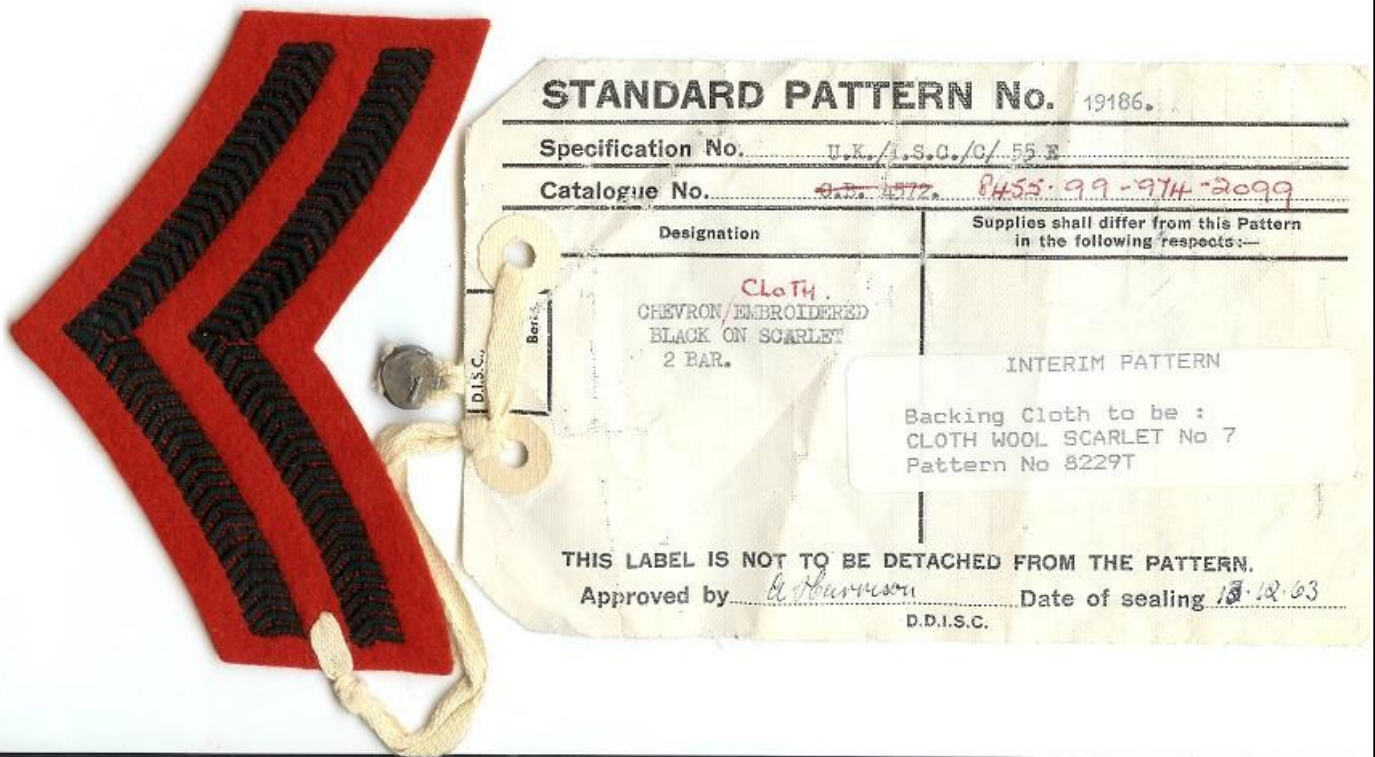 STANDARD PATTERN No. 19186.
Specification No. U.K./I.S.C./C/ 55 E
Catalogue No. C.D. 4572. 8455-99-974-2099
Designation
Supplies shall differ from this Pattern
in the following respects:—
CLOTH.
CHEVRON/EMBROIDERED
BLACK ON SCARLET
2 BAR.
INTERIM PATTERN
Backing Cloth to be :
CLOTH WOOL SCARLET No 7
Pattern No 8229T
D.I.S.C.,
THIS LABEL IS NOT TO BE DETACHED FROM THE PATTERN.
Approved by A Harrison Date of sealing 12.63
D.D.I.S.C.